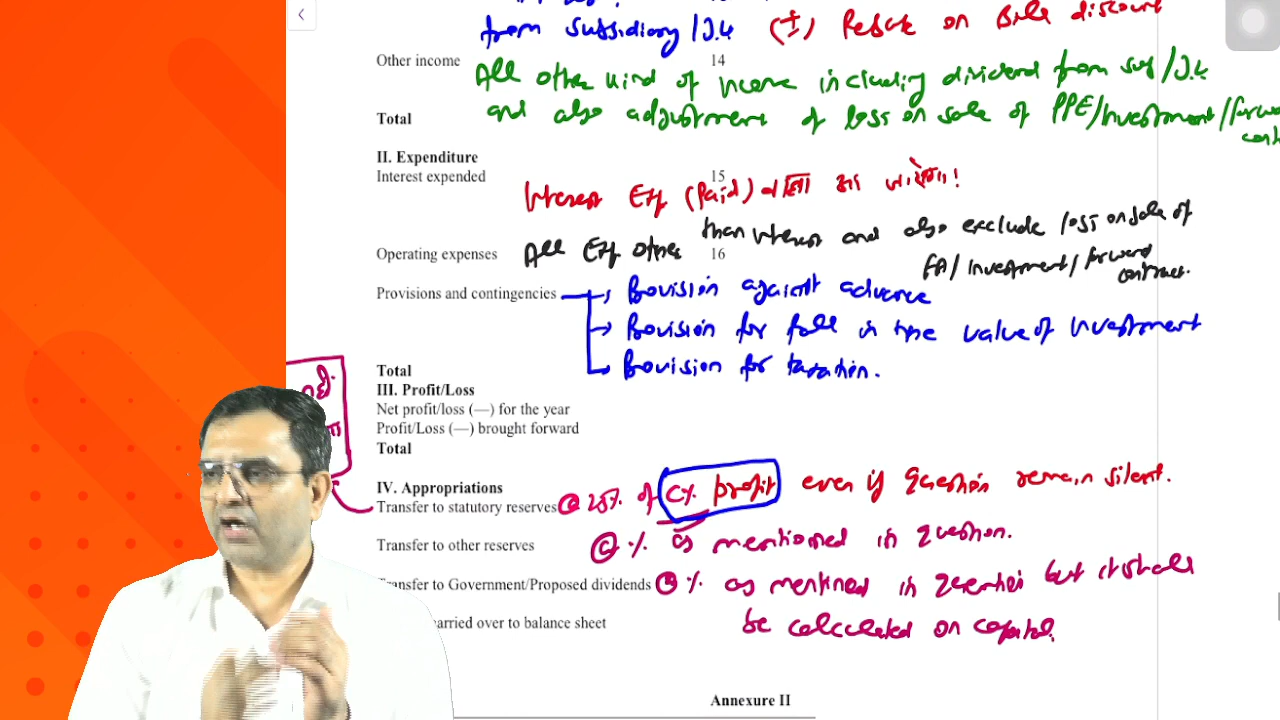 from subsidiary / J.V (±) Rebate on Bill discount
Other income 14 All other kind of Income including dividend from sub / J.V
Total and also adjustment of loss on sale of PPE/Investment/forward
II. Expenditure
Interest expended 15 Interest Exp (Paid)
Operating expenses 16 All Exp other than Interest and also exclude loss on sale of
FA / Investment / forward contract.
Provisions and contingencies → Provision against advance
→ Provision for fall in the value of Investment
→ Provision for taxation.
Total
III. Profit/Loss
Net profit/loss (—) for the year
Profit/Loss (—) brought forward
Total
IV. Appropriations
Transfer to statutory reserves @ 25% of C.Y. profit even if question remain silent.
Transfer to other reserves @ % as mentioned in question.
ransfer to Government/Proposed dividends @ % as mentined in question but it shall
arried over to balance sheet be calculated on capital.
Annexure II